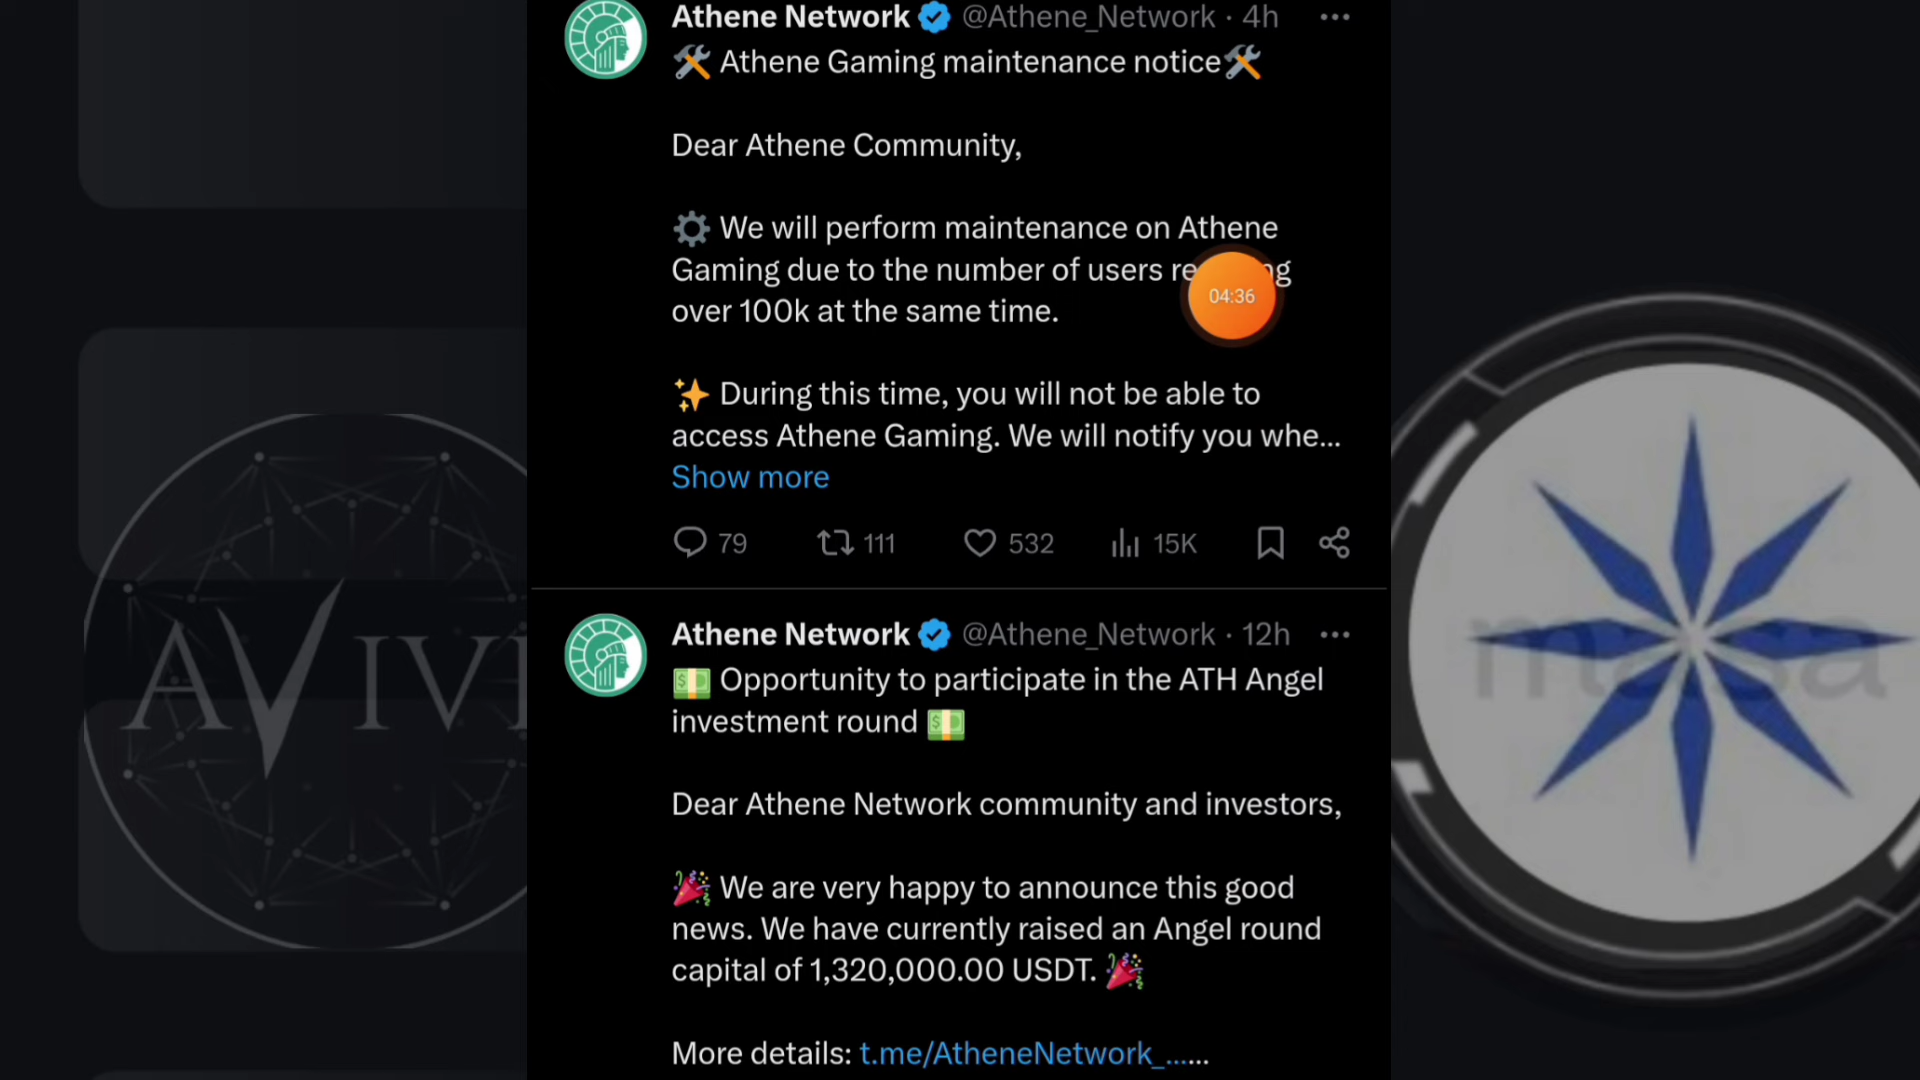 Athene Network @Athene_Network · 4h ...
🛠 Athene Gaming maintenance notice🛠
Dear Athene Community,
⚙ We will perform maintenance on Athene
Gaming due to the number of users
over 100k at the same time.
04:36
✨ During this time, you will not be able to
access Athene Gaming. We will notify you whe...
Show more
79 111 532 15K
Athene Network @Athene_Network · 12h ...
💵 Opportunity to participate in the ATH Angel
investment round 💵
Dear Athene Network community and investors,
🎉 We are very happy to announce this good
news. We have currently raised an Angel round
capital of 1,320,000.00 USDT. 🎉
More details: t.me/AtheneNetwork_......
AVIVE
masa